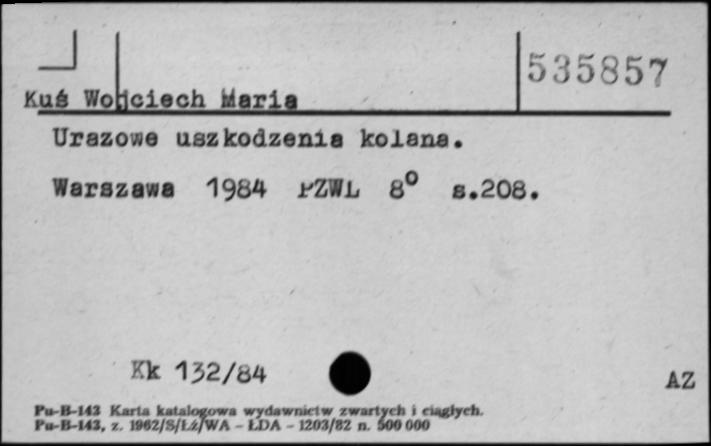 535857
Kuś Wojciech Maria
Urazowe uszkodzenia kolana.
Warszawa 1984 PZWL 8° s.208.
Kk 132/84
AZ
Pu-B-143 Karta katalogowa wydawnictw zwartych i ciągłych.
Pu-B-143, z. 1962/S/Łź/WA - ŁDA - 1203/82 n. 500 000